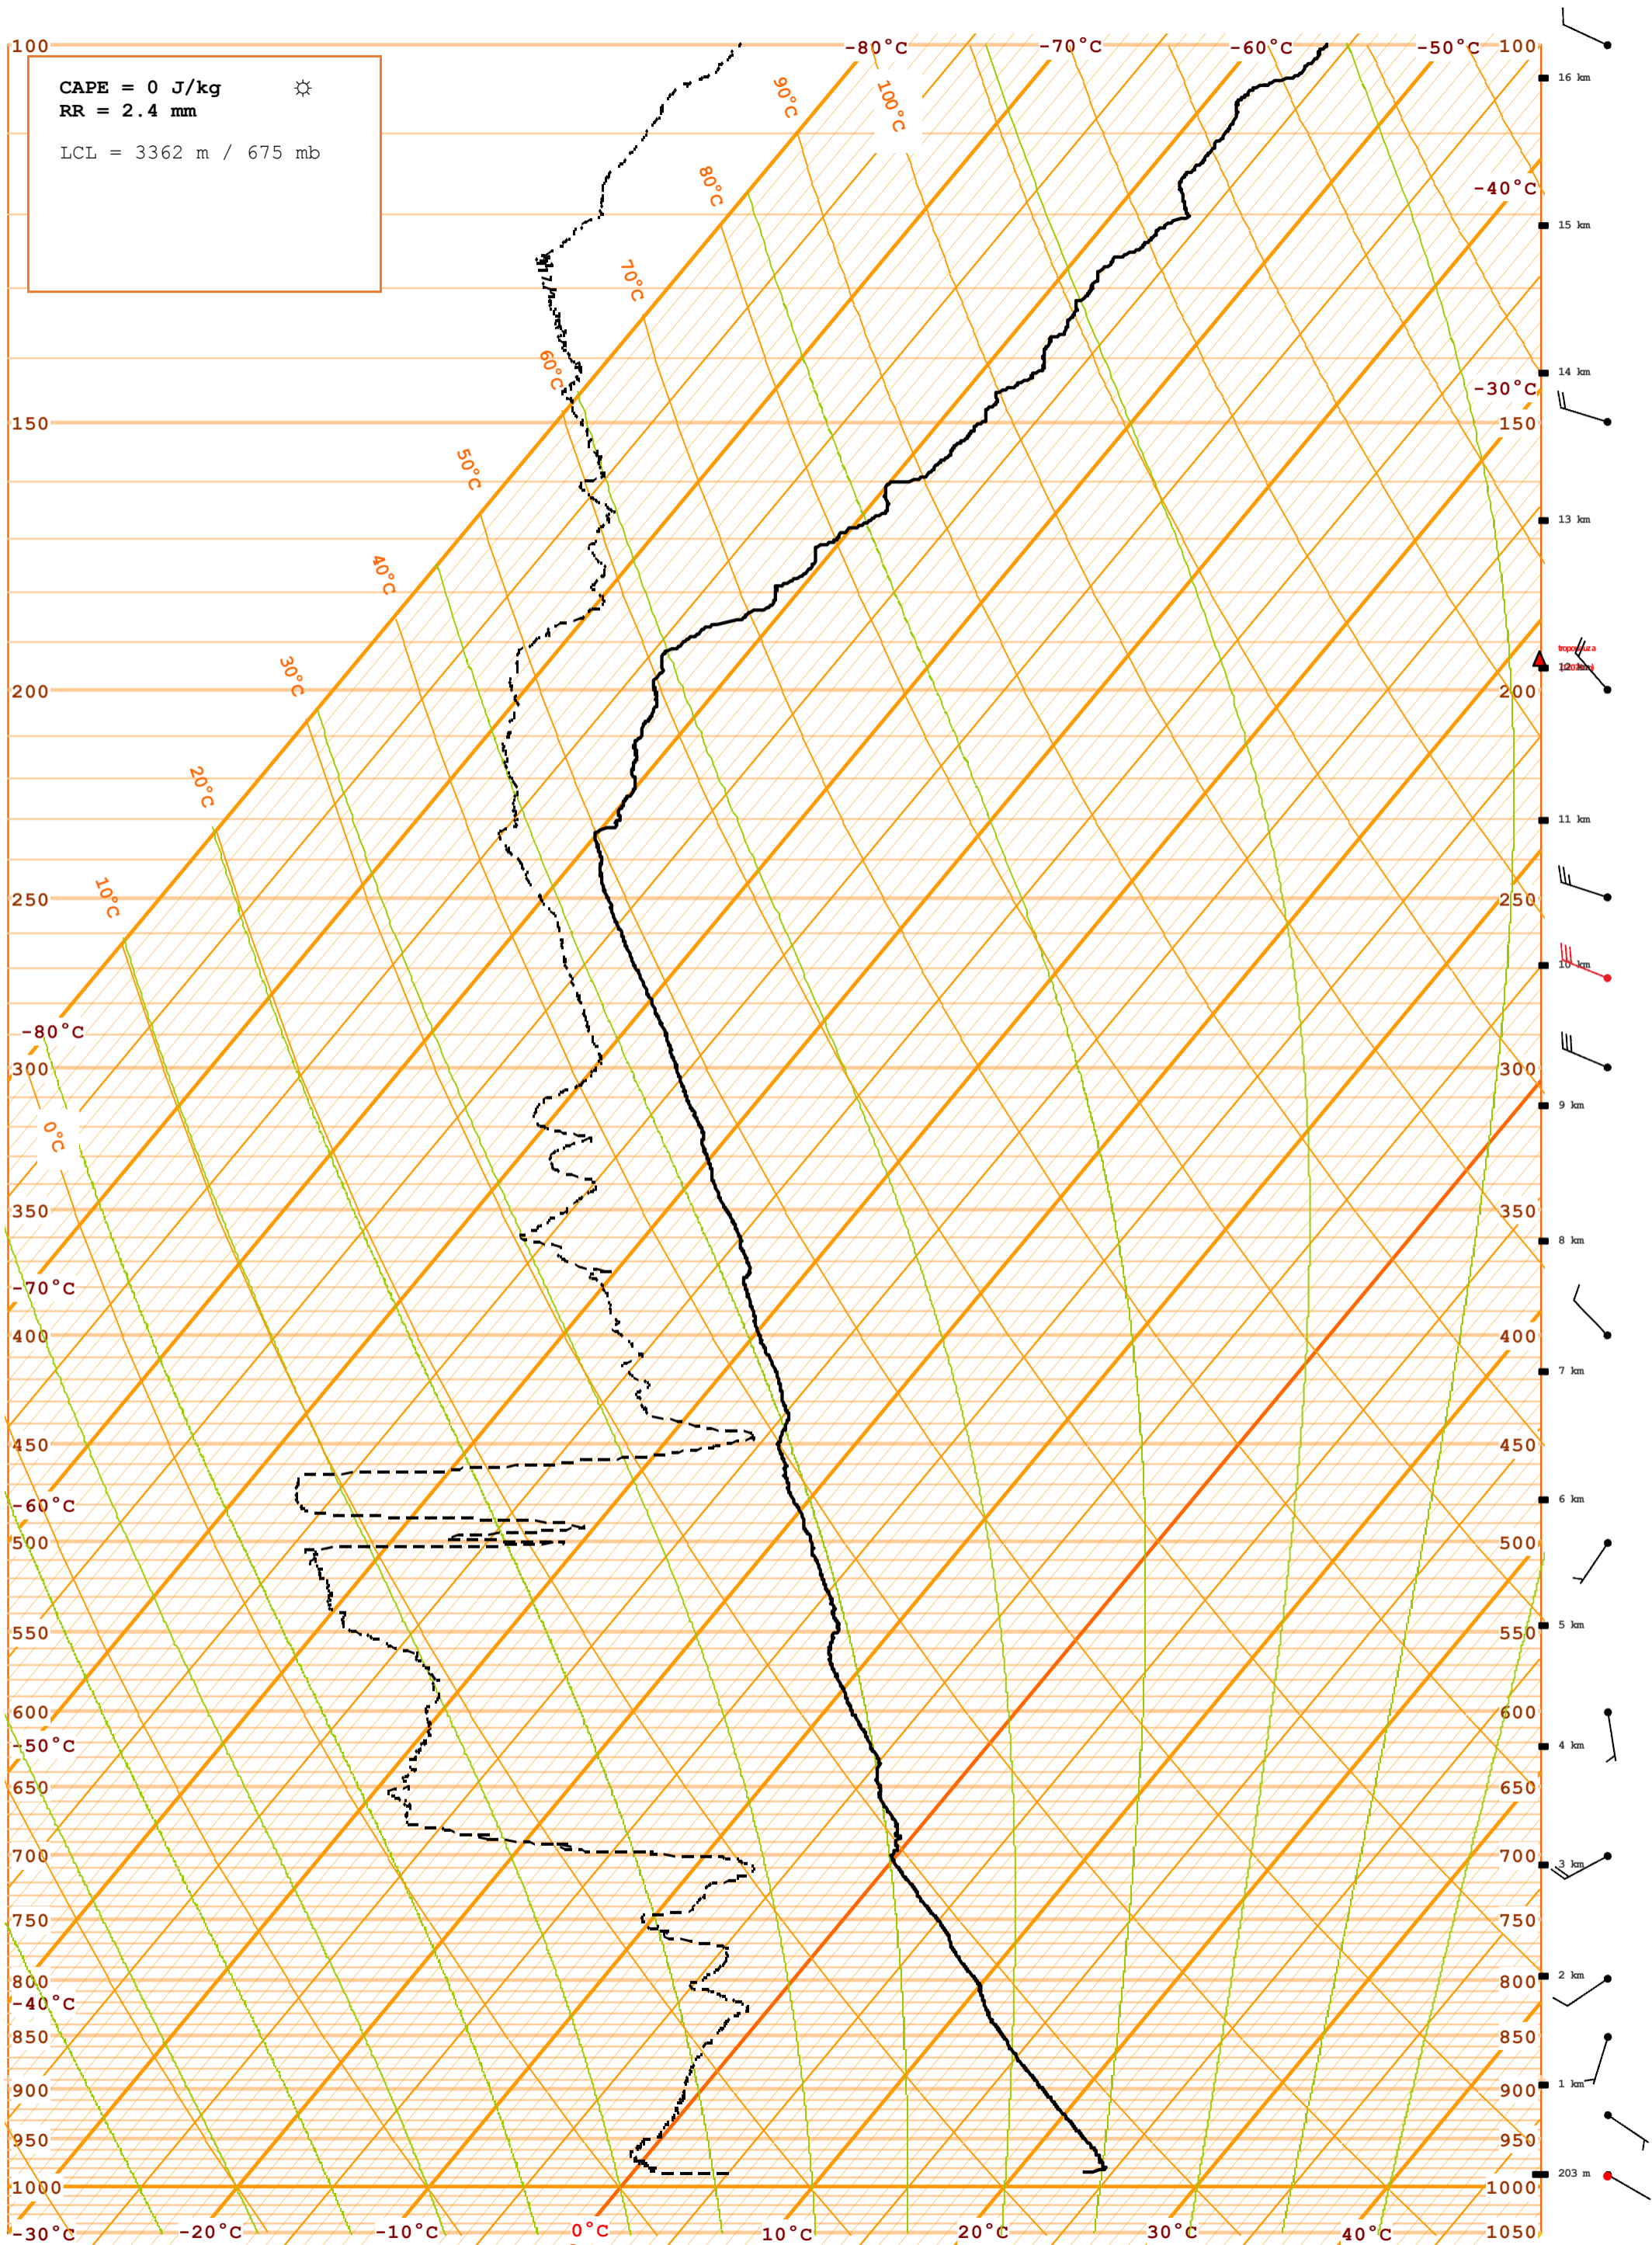 -80°C -70°C -60°C -50°C
100 100
16 km
CAPE = 0 J/kg ☼
RR = 2.4 mm
LCL = 3362 m / 675 mb
90°C 100°C
80°C
-40°C
15 km
70°C
60°C
14 km
-30°C
150 150
50°C
13 km
40°C
30°C
200 200
20°C
11 km
10°C
250 250
10 km
-80°C
300 300
9 km
0°C
350 350
8 km
-70°C
400 400
7 km
450 450
6 km
-60°C
500 500
550 550
5 km
600 600
-50°C
4 km
650 650
700 700
3 km
750 750
2 km
800 800
-40°C
850 850
1 km
900 900
950 950
203 m
1000 1000
-30°C -20°C -10°C 0°C 10°C 20°C 30°C 40°C 1050